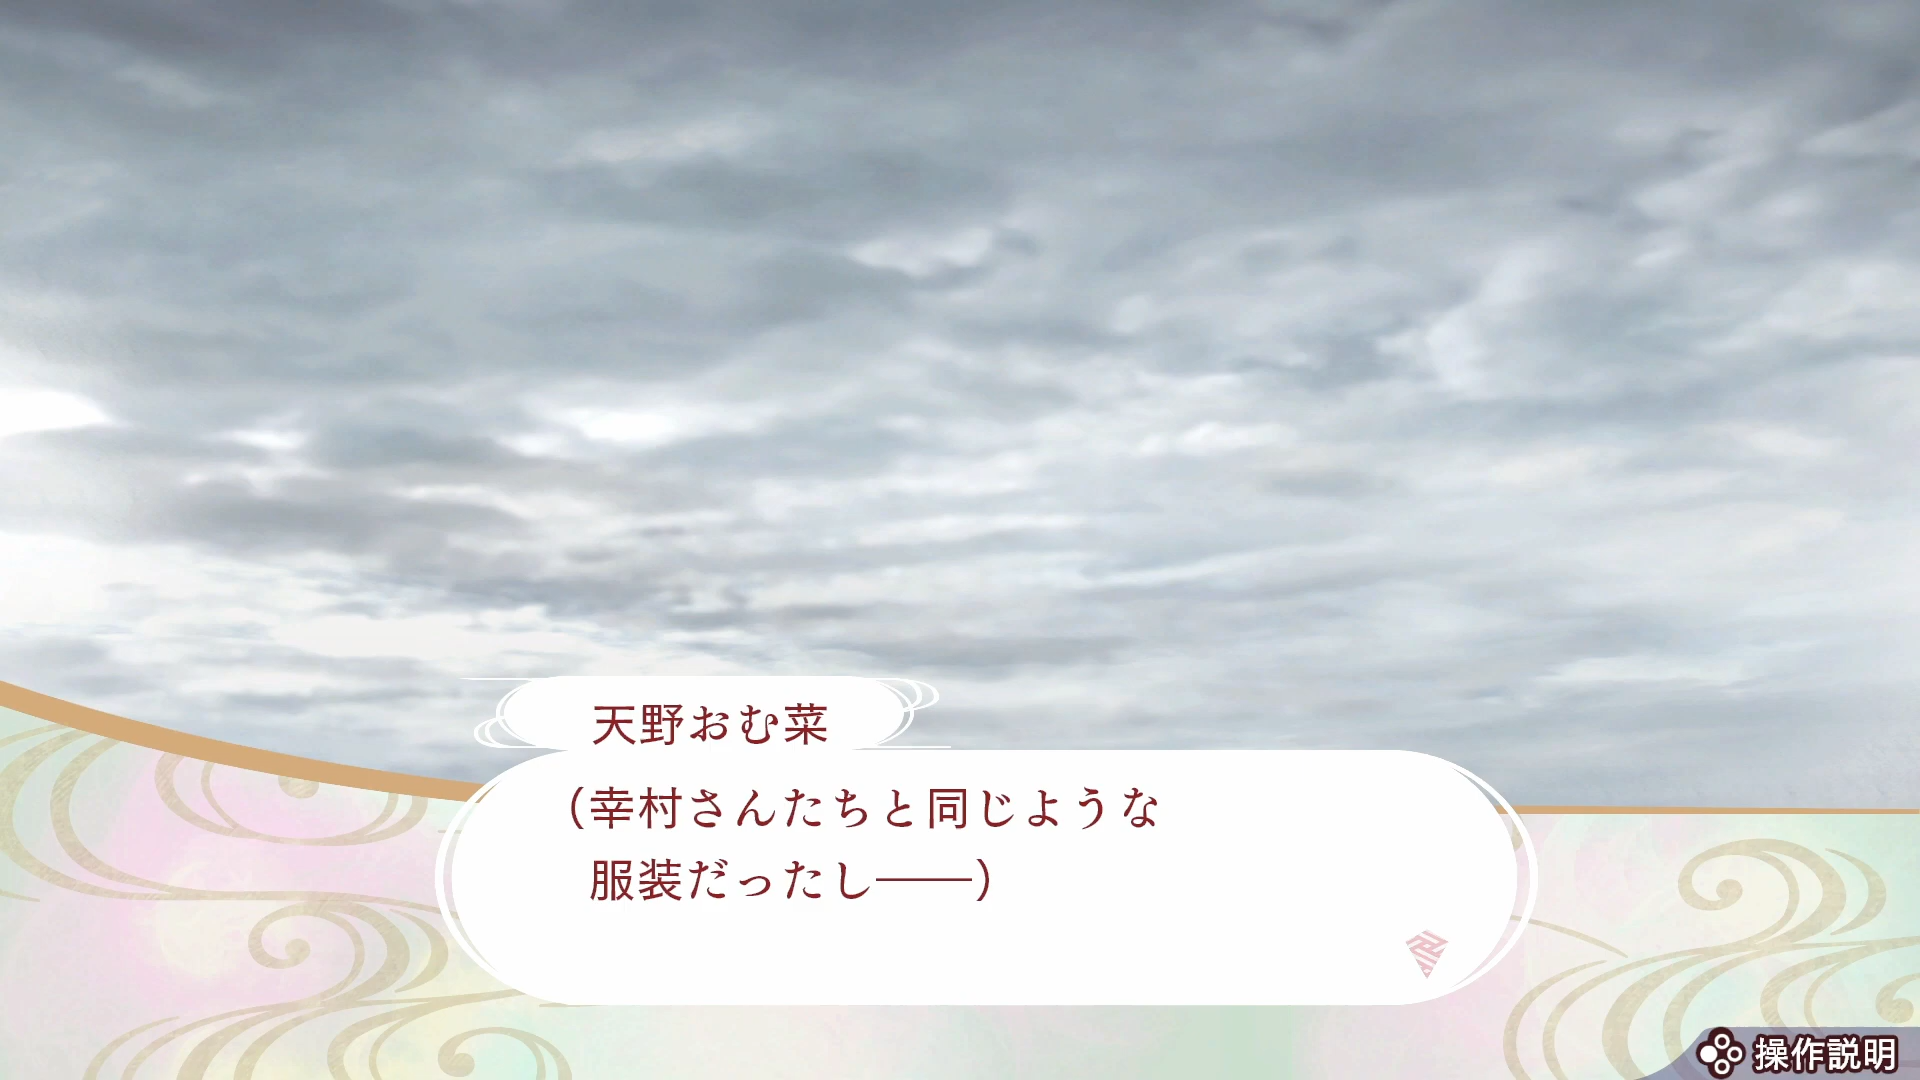 天野おむ菜
（幸村さんたちと同じような
服装だったし――）
操作説明